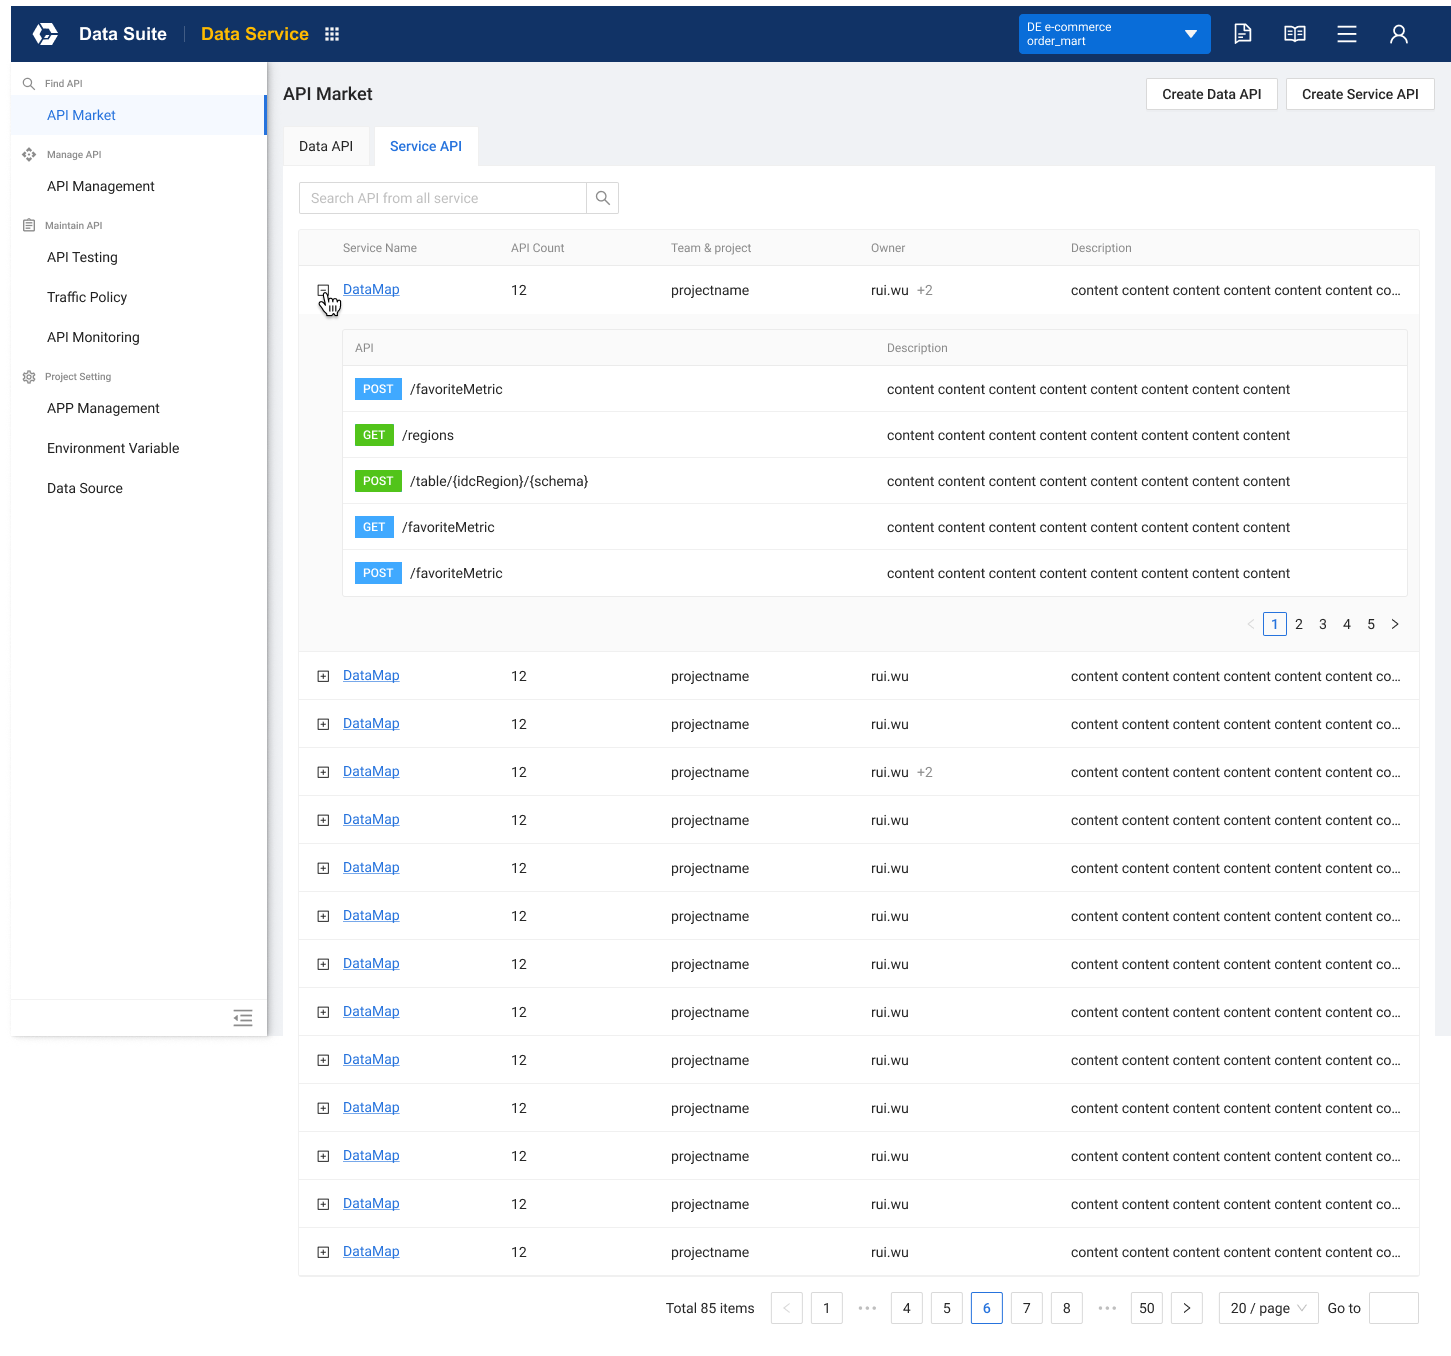 Data Suite Data Service
DE e-commerce
order_mart
Find API
API Market
Manage API
API Management
Maintain API
API Testing
Traffic Policy
API Monitoring
Project Setting
APP Management
Environment Variable
Data Source
API Market
Create Data API Create Service API
Data API Service API
Search API from all service
Service Name API Count Team & project Owner Description
DataMap 12 projectname rui.wu +2 content content content content content content co...
API Description
POST /favoriteMetric content content content content content content content content
GET /regions content content content content content content content content
POST /table/{idcRegion}/{schema} content content content content content content content content
GET /favoriteMetric content content content content content content content content
POST /favoriteMetric content content content content content content content content
< 1 2 3 4 5 >
DataMap 12 projectname rui.wu content content content content content content co...
DataMap 12 projectname rui.wu content content content content content content co...
DataMap 12 projectname rui.wu +2 content content content content content content co...
DataMap 12 projectname rui.wu content content content content content content co...
DataMap 12 projectname rui.wu content content content content content content co...
DataMap 12 projectname rui.wu content content content content content content co...
DataMap 12 projectname rui.wu content content content content content content co...
DataMap 12 projectname rui.wu content content content content content content co...
DataMap 12 projectname rui.wu content content content content content content co...
DataMap 12 projectname rui.wu content content content content content content co...
DataMap 12 projectname rui.wu content content content content content content co...
DataMap 12 projectname rui.wu content content content content content content co...
DataMap 12 projectname rui.wu content content content content content content co...
Total 85 items < 1 ••• 4 5 6 7 8 ••• 50 > 20 / page Go to